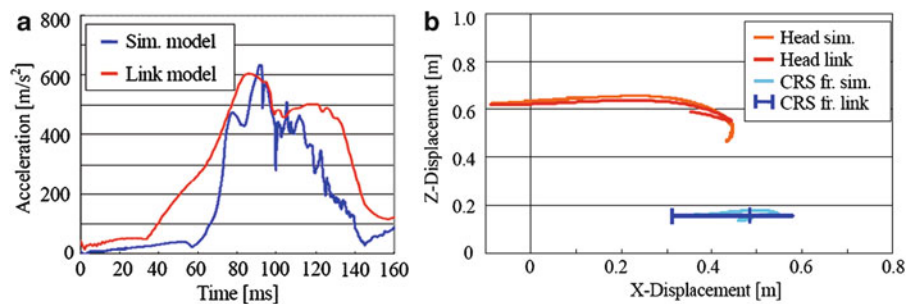 a
Acceleration [m/s²]
800
600
400
200
0
Sim. model
Link model
0 20 40 60 80 100 120 140 160
Time [ms]
b
Z-Displacement [m]
1.0
0.8
0.6
0.4
0.2
0
Head sim.
Head link
CRS fr. sim.
CRS fr. link
0 0.2 0.4 0.6 0.8
X-Displacement [m]